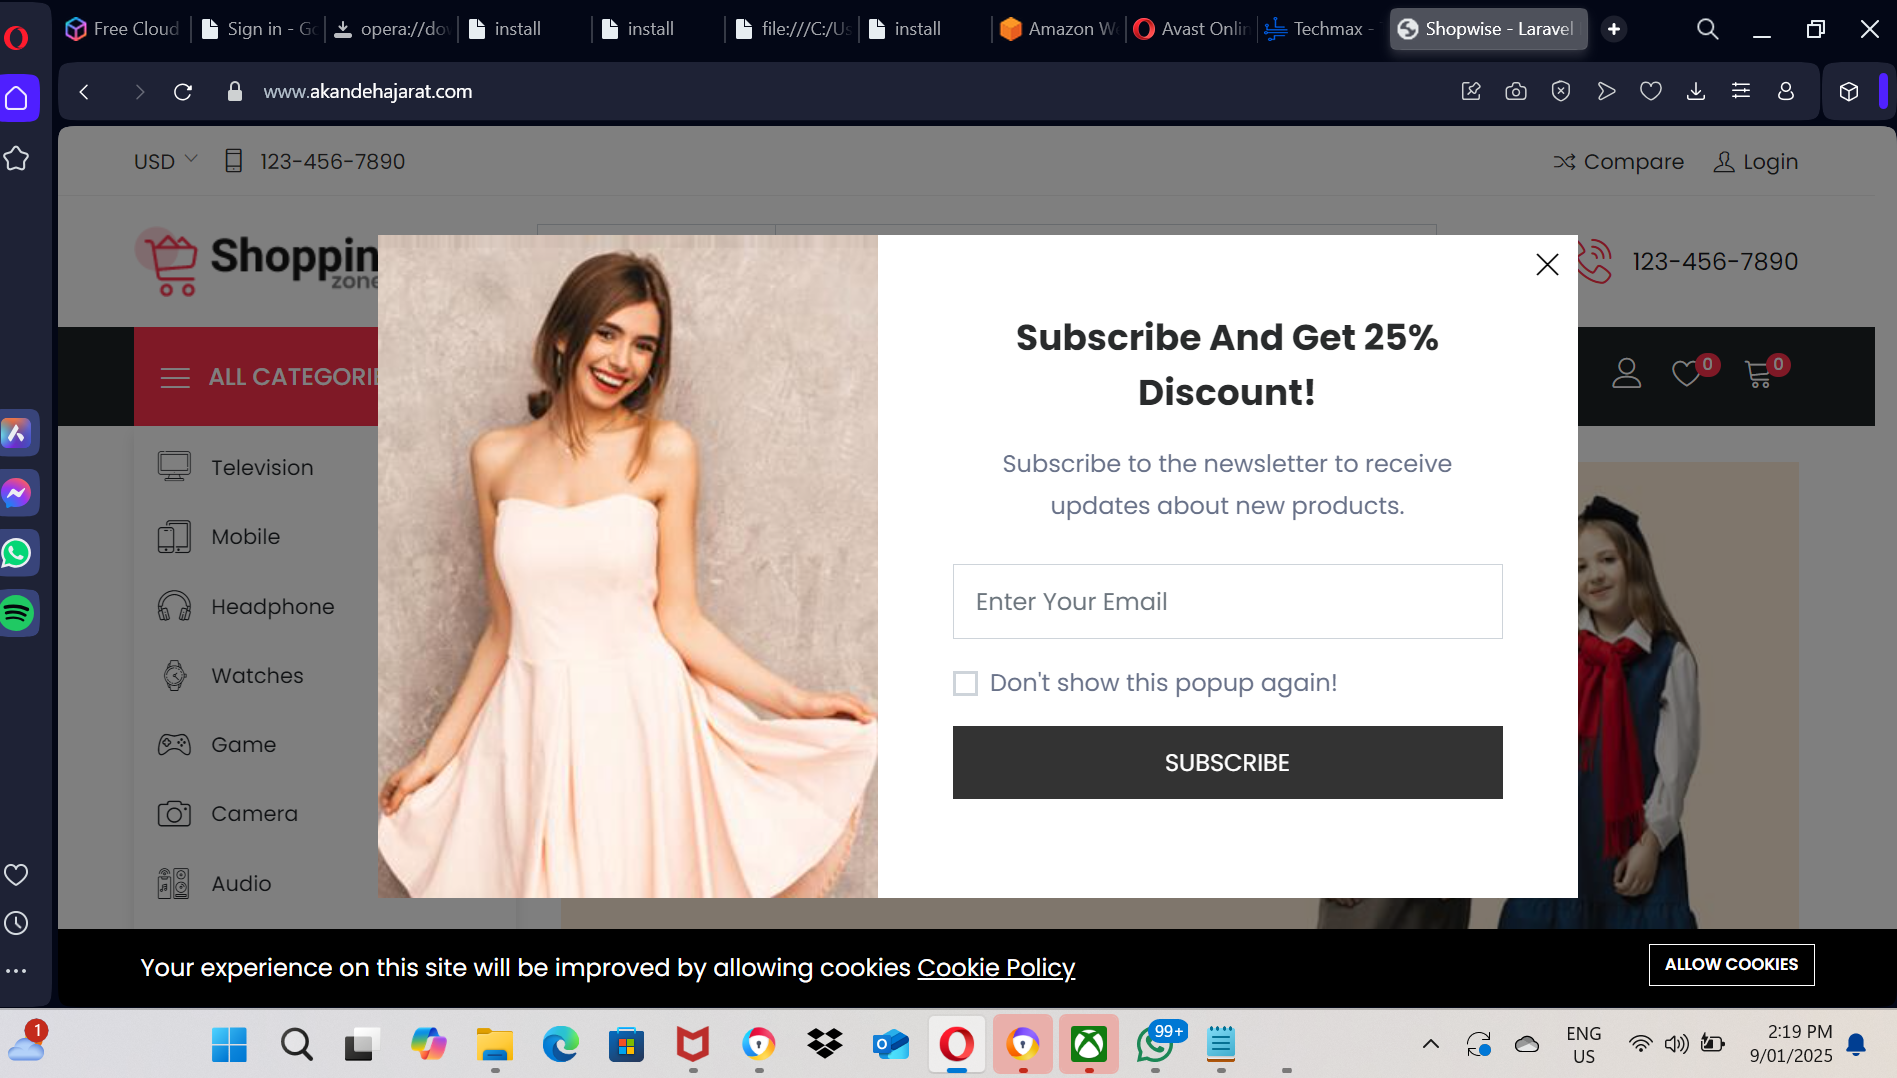 Free Cloud
Sign in - Go
opera://dov
install
install
file:///C:/Us
install
Amazon W
Avast Onlin
Techmax -
Shopwise - Laravel
www.akandehajarat.com
USD
123-456-7890
Compare
Login
Shoppin
zone
123-456-7890
ALL CATEGORIE
0
0
Television
Mobile
Headphone
Watches
Game
Camera
Audio
Subscribe And Get 25%
Discount!
Subscribe to the newsletter to receive
updates about new products.
Enter Your Email
Don't show this popup again!
SUBSCRIBE
Your experience on this site will be improved by allowing cookies Cookie Policy
ALLOW COOKIES
1
99+
ENG
US
2:19 PM
9/01/2025